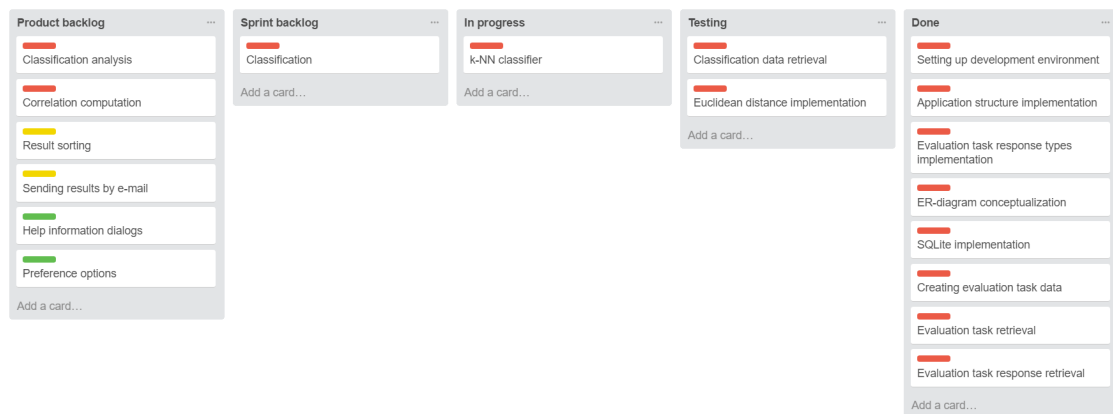 Product backlog
Classification analysis
Correlation computation
Result sorting
Sending results by e-mail
Help information dialogs
Preference options
Add a card…
Sprint backlog
Classification
Add a card…
In progress
k-NN classifier
Add a card…
Testing
Classification data retrieval
Euclidean distance implementation
Add a card…
Done
Setting up development environment
Application structure implementation
Evaluation task response types
implementation
ER-diagram conceptualization
SQLite implementation
Creating evaluation task data
Evaluation task retrieval
Evaluation task response retrieval
Add a card…